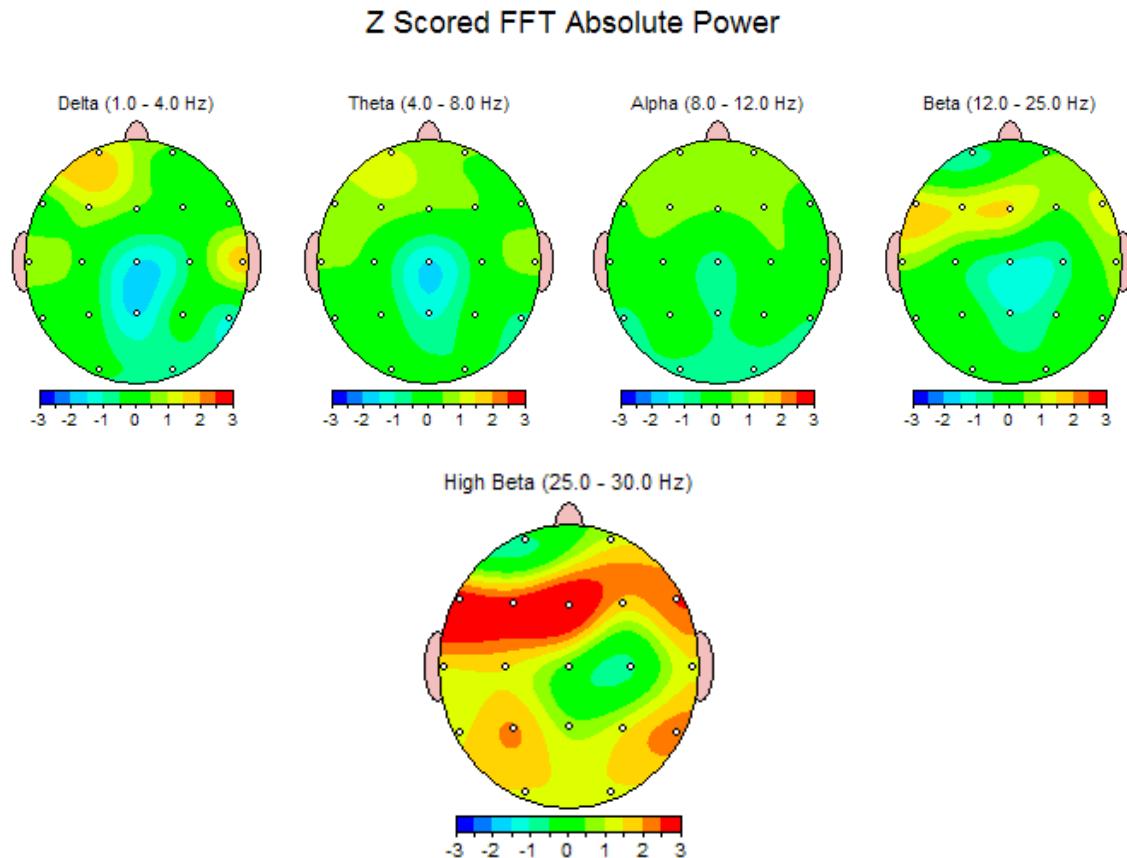 Z Scored FFT Absolute Power
Delta (1.0 - 4.0 Hz)
Theta (4.0 - 8.0 Hz)
Alpha (8.0 - 12.0 Hz)
Beta (12.0 - 25.0 Hz)
-3 -2 -1 0 1 2 3
-3 -2 -1 0 1 2 3
-3 -2 -1 0 1 2 3
-3 -2 -1 0 1 2 3
High Beta (25.0 - 30.0 Hz)
-3 -2 -1 0 1 2 3